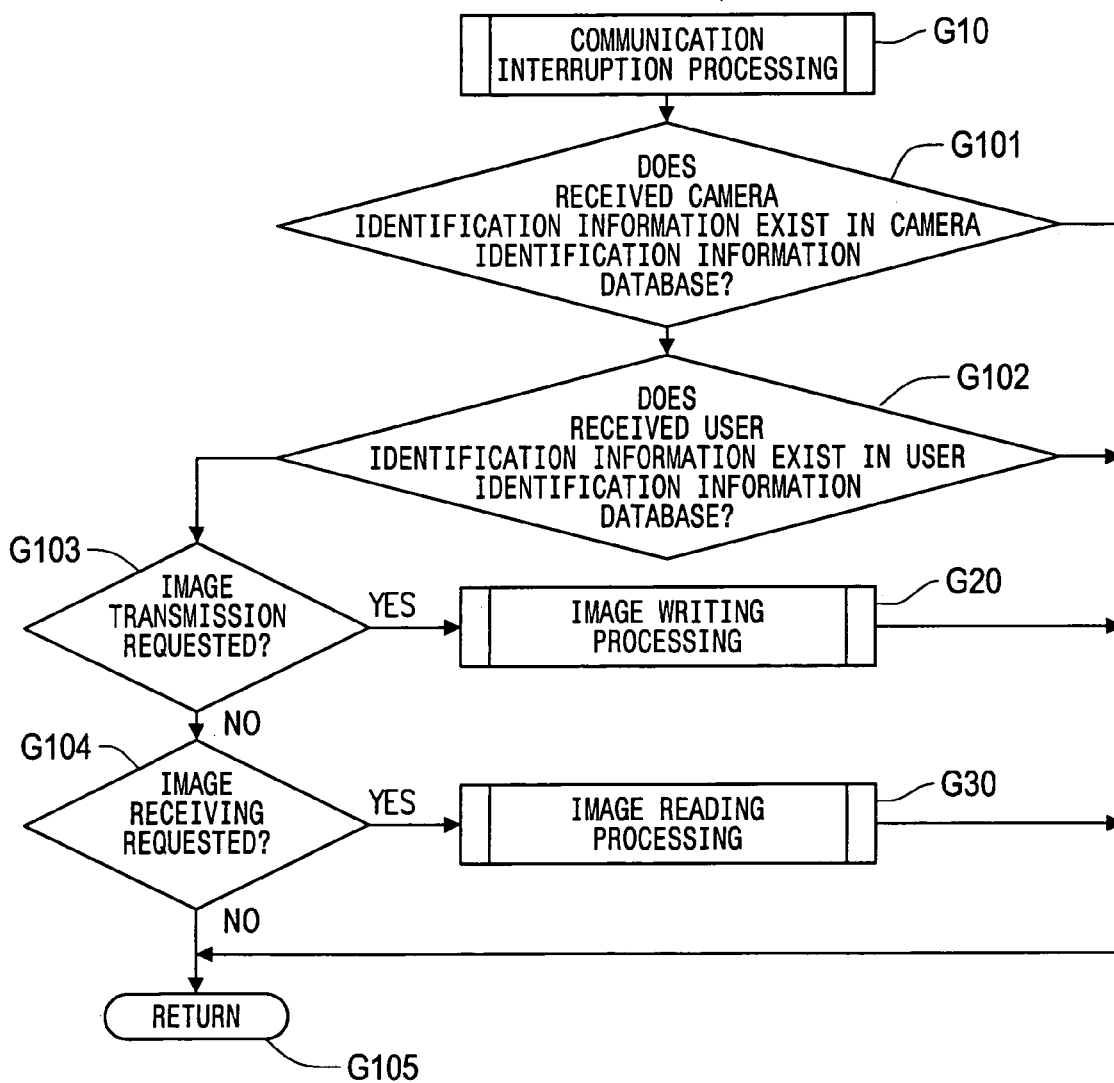 COMMUNICATION
INTERRUPTION PROCESSING
G10
DOES
RECEIVED CAMERA
IDENTIFICATION INFORMATION EXIST IN CAMERA
IDENTIFICATION INFORMATION
DATABASE?
G101
DOES
RECEIVED USER
IDENTIFICATION INFORMATION EXIST IN USER
IDENTIFICATION INFORMATION
DATABASE?
G102
G103
IMAGE
TRANSMISSION
REQUESTED?
YES
IMAGE WRITING
PROCESSING
G20
NO
G104
IMAGE
RECEIVING
REQUESTED?
YES
IMAGE READING
PROCESSING
G30
NO
RETURN
G105